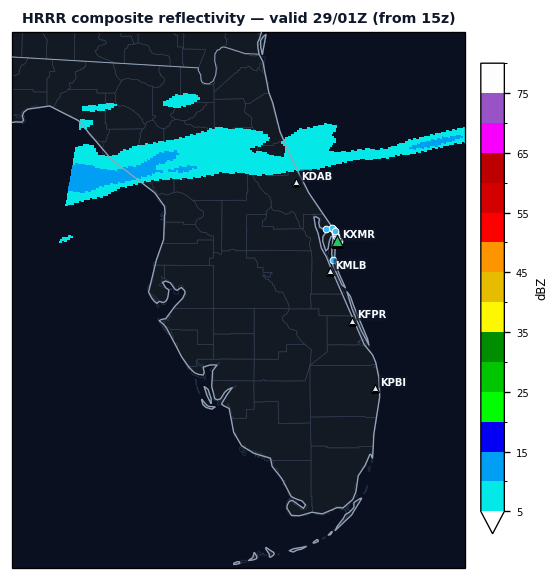 HRRR composite reflectivity — valid 29/01Z (from 15z)
KDAB
KXMR
KMLB
KFPR
KPBI
75
65
55
45
35
25
15
5
dBZ